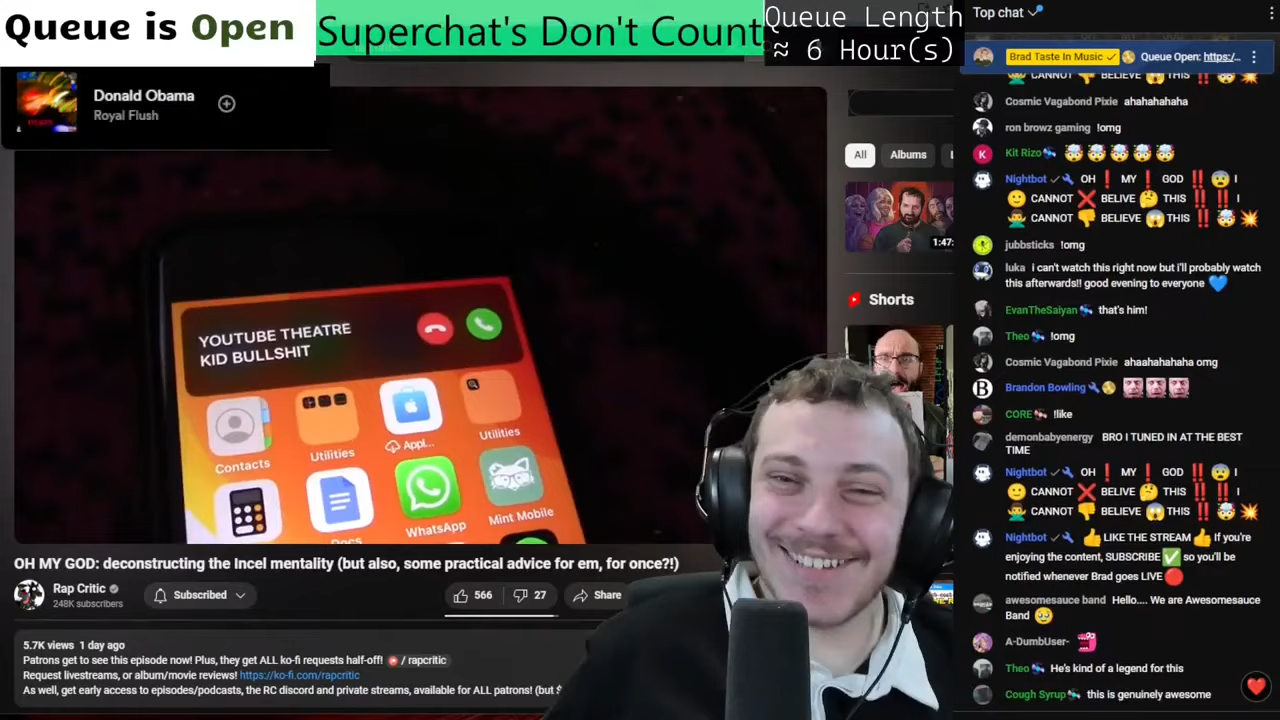 Queue is Open
Superchat's Don't Count
Queue Length
≈ 6 Hour(s)
Donald Obama
Royal Flush
YOUTUBE THEATRE
KID BULLSHIT
Contacts
Utilities
Appl...
Utilities
Docs
WhatsApp
Mint Mobile
All
Albums
1:47:
Shorts
OH MY GOD: deconstructing the Incel mentality (but also, some practical advice for em, for once?!)
Rap Critic
248K subscribers
Subscribed
566
27
Share
5.7K views 1 day ago
Patrons get to see this episode now! Plus, they get ALL ko-fi requests half-off! / rapcritic
Request livestreams, or album/movie reviews! https://ko-fi.com/rapcritic
As well, get early access to episodes/podcasts, the RC discord and private streams, available for ALL patrons! (but $
Top chat
Brad Taste In Music ✓ Queue Open: https:/...
CANNOT ❌ BELIVE 🤔 THIS ‼️ ‼️ I
🙅‍♂️ CANNOT 👎 BELIEVE 😱 THIS ‼️ 🤯 💥
Cosmic Vagabond Pixie ahahahahaha
ron browz gaming !omg
K Kit Rizo 🤯 🤯 🤯 🤯 🤯
Nightbot OH ❗ MY ❗ GOD ‼️ 😨 I
🙂 CANNOT ❌ BELIVE 🤔 THIS ‼️ ‼️ I
🙅‍♂️ CANNOT 👎 BELIEVE 😱 THIS ‼️ 🤯 💥
jubbsticks !omg
luka i can't watch this right now but i'll probably watch
this afterwards!! good evening to everyone 💙
EvanTheSaiyan that's him!
Theo !omg
Cosmic Vagabond Pixie ahaahahahaha omg
B Brandon Bowling
CORE !like
demonbabyenergy BRO I TUNED IN AT THE BEST
TIME
Nightbot OH ❗ MY ❗ GOD ‼️ 😨 I
🙂 CANNOT ❌ BELIVE 🤔 THIS ‼️ ‼️ I
🙅‍♂️ CANNOT 👎 BELIEVE 😱 THIS ‼️ 🤯 💥
Nightbot 👍 LIKE THE STREAM 👍 If you're
enjoying the content, SUBSCRIBE ✅ so you'll be
notified whenever Brad goes LIVE 🔴
awesomesauce band Hello.... We are Awesomesauce
Band 🥹
A-DumbUser-
Theo He's kind of a legend for this
Cough Syrup this is genuinely awesome